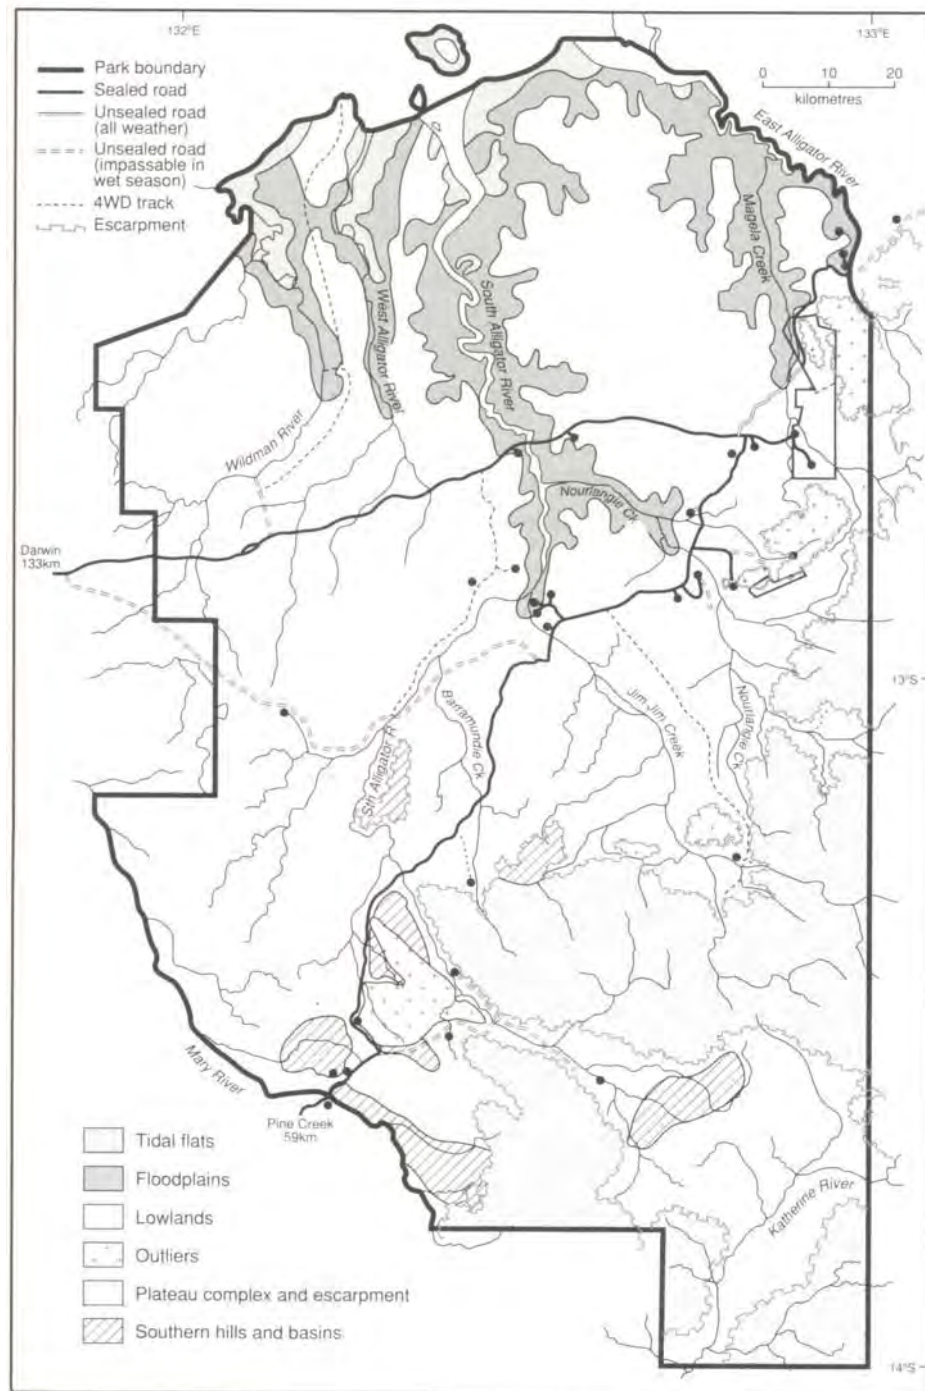 132°E
133°E
Park boundary
Sealed road
Unsealed road
(all weather)
Unsealed road
(impassable in
wet season)
4WD track
Escarpment
0 10 20
kilometres
East Alligator River
Magela Creek
West Alligator River
South Alligator River
Wildman River
Nourlangie Ck
Darwin
133km
13°S
Barramundie Ck
Jim Jim Creek
Nourlangie Ck
Sth Alligator R
Mary River
Pine Creek
59km
Katherine River
Tidal flats
Floodplains
Lowlands
Outliers
Plateau complex and escarpment
Southern hills and basins
14°S